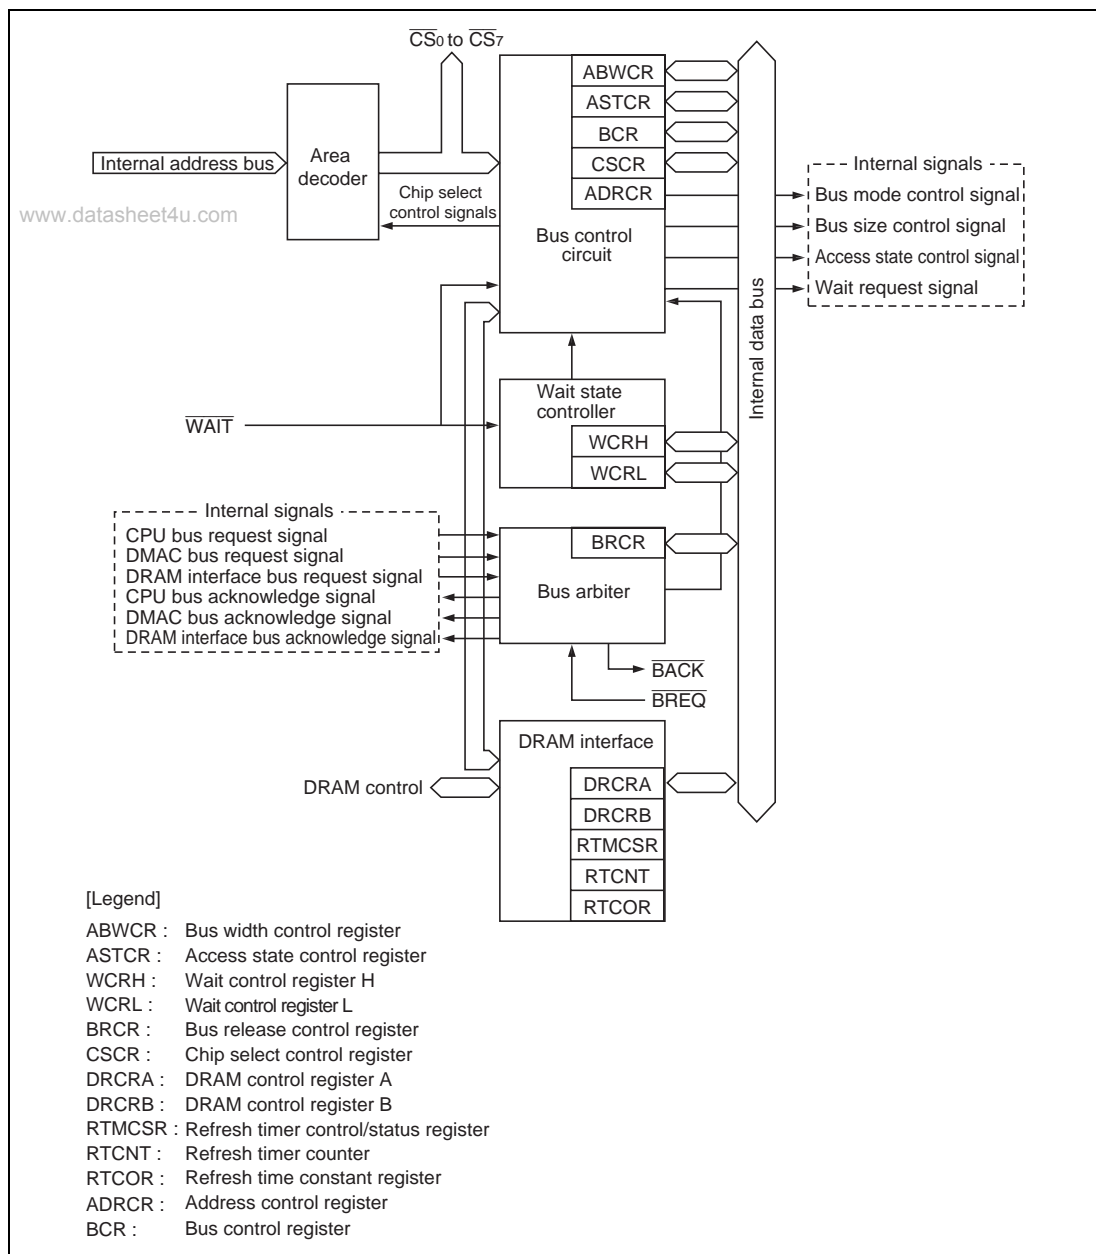 CS0 to CS7
Internal address bus
Area
decoder
Chip select
control signals
www.datasheet4u.com
ABWCR
ASTCR
BCR
CSCR
ADRCR
Bus control
circuit
Internal data bus
Internal signals
Bus mode control signal
Bus size control signal
Access state control signal
Wait request signal
WAIT
Wait state
controller
WCRH
WCRL
Internal signals
CPU bus request signal
DMAC bus request signal
DRAM interface bus request signal
CPU bus acknowledge signal
DMAC bus acknowledge signal
DRAM interface bus acknowledge signal
BRCR
Bus arbiter
BACK
BREQ
DRAM interface
DRAM control
DRCRA
DRCRB
RTMCSR
RTCNT
RTCOR
[Legend]
ABWCR : Bus width control register
ASTCR : Access state control register
WCRH : Wait control register H
WCRL : Wait control register L
BRCR : Bus release control register
CSCR : Chip select control register
DRCRA : DRAM control register A
DRCRB : DRAM control register B
RTMCSR : Refresh timer control/status register
RTCNT : Refresh timer counter
RTCOR : Refresh time constant register
ADRCR : Address control register
BCR : Bus control register